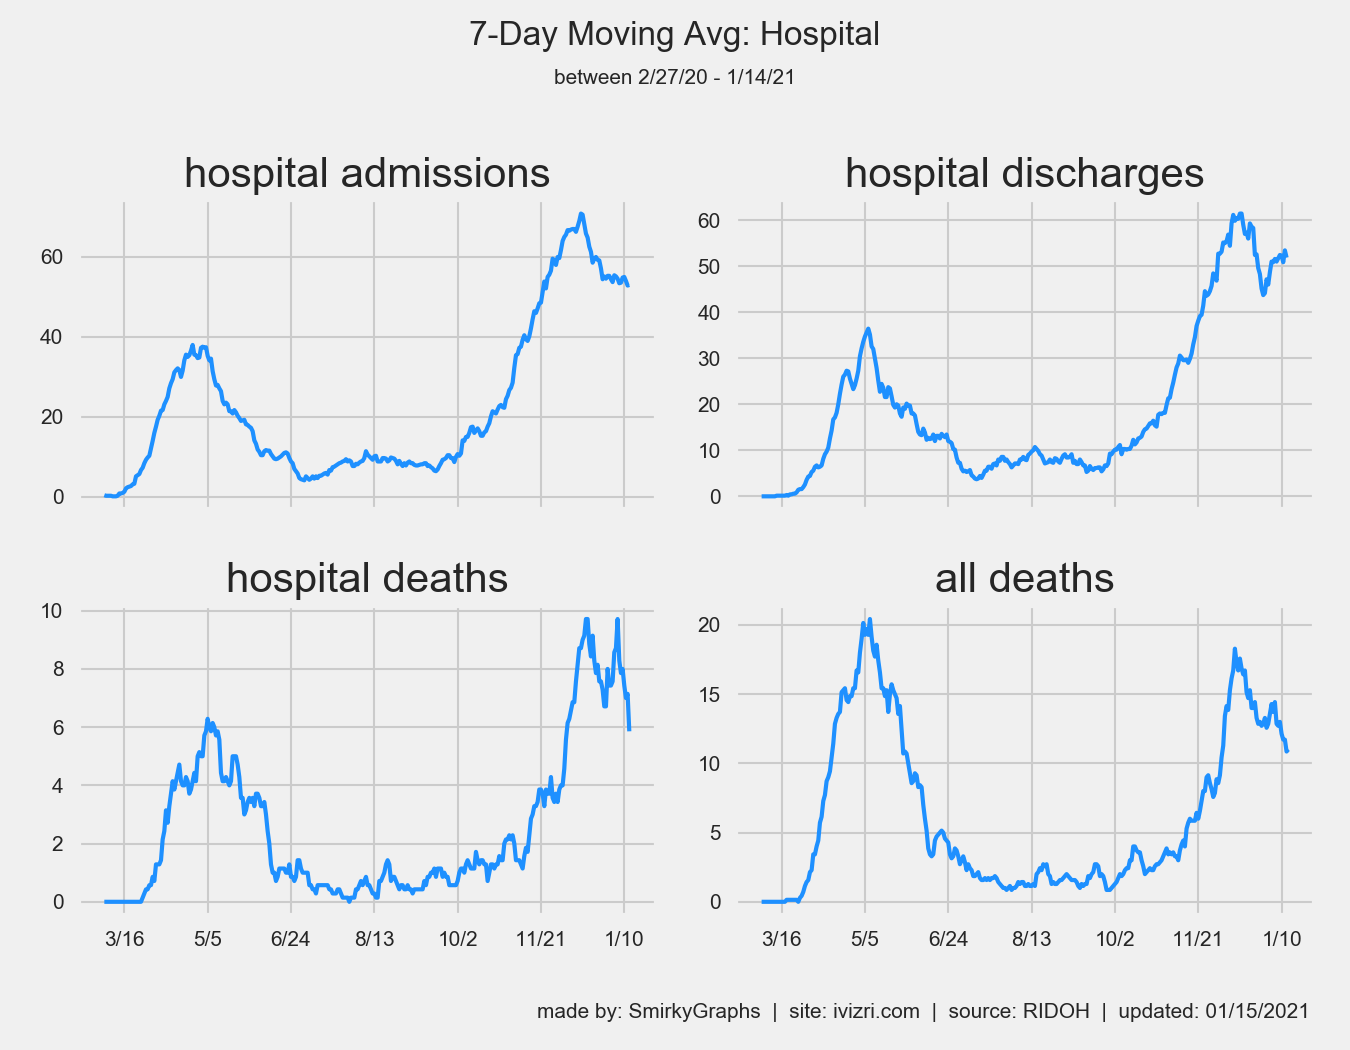 7-Day Moving Avg: Hospital
between 2/27/20 - 1/14/21
hospital admissions
60
40
20
0
hospital discharges
60
50
40
30
20
10
0
hospital deaths
10
8
6
4
2
0
3/16 5/5 6/24 8/13 10/2 11/21 1/10
all deaths
20
15
10
5
0
3/16 5/5 6/24 8/13 10/2 11/21 1/10
made by: SmirkyGraphs | site: ivizri.com | source: RIDOH | updated: 01/15/2021